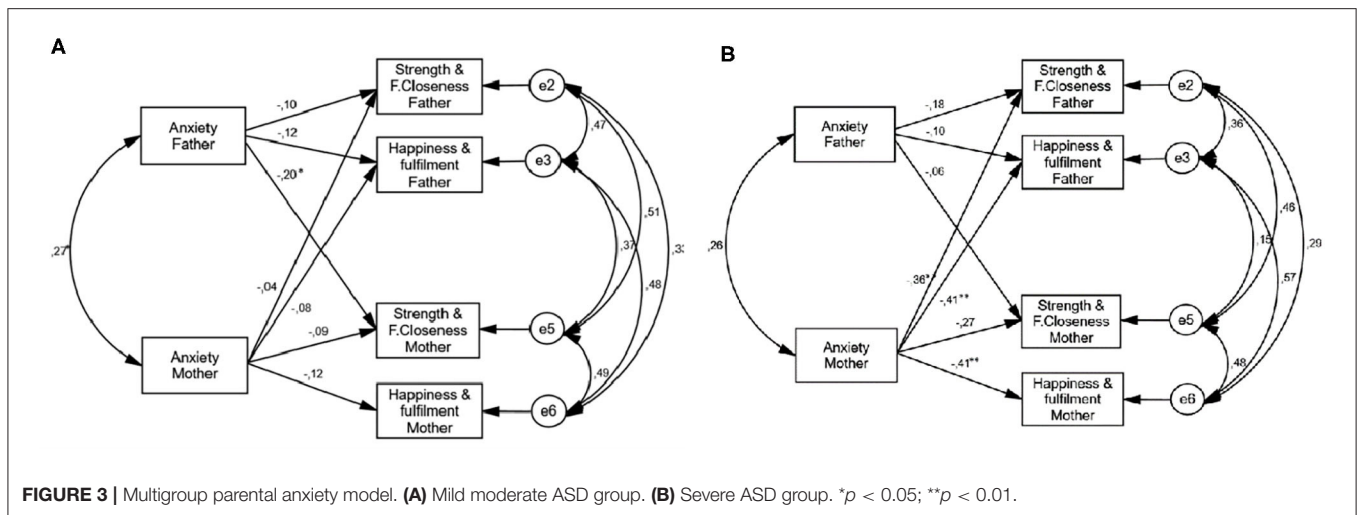 A
Anxiety
Father
Anxiety
Mother
Strength &
F.Closeness
Father
Happiness &
fulfilment
Father
Strength &
F.Closeness
Mother
Happiness &
fulfilment
Mother
e2
e3
e5
e6
-,10
-,12
-,20*
-,04
-,08
-,09
-,12
,27*
,47
,51
,37
,48
,49
B
Anxiety
Father
Anxiety
Mother
Strength &
F.Closeness
Father
Happiness &
fulfilment
Father
Strength &
F.Closeness
Mother
Happiness &
fulfilment
Mother
e2
e3
e5
e6
-,18
-,10
-,06
-,41**
-,27
-,41**
,26
,36
,46
,15
,29
,57
,48
FIGURE 3 | Multigroup parental anxiety model. (A) Mild moderate ASD group. (B) Severe ASD group. *p < 0.05; **p < 0.01.